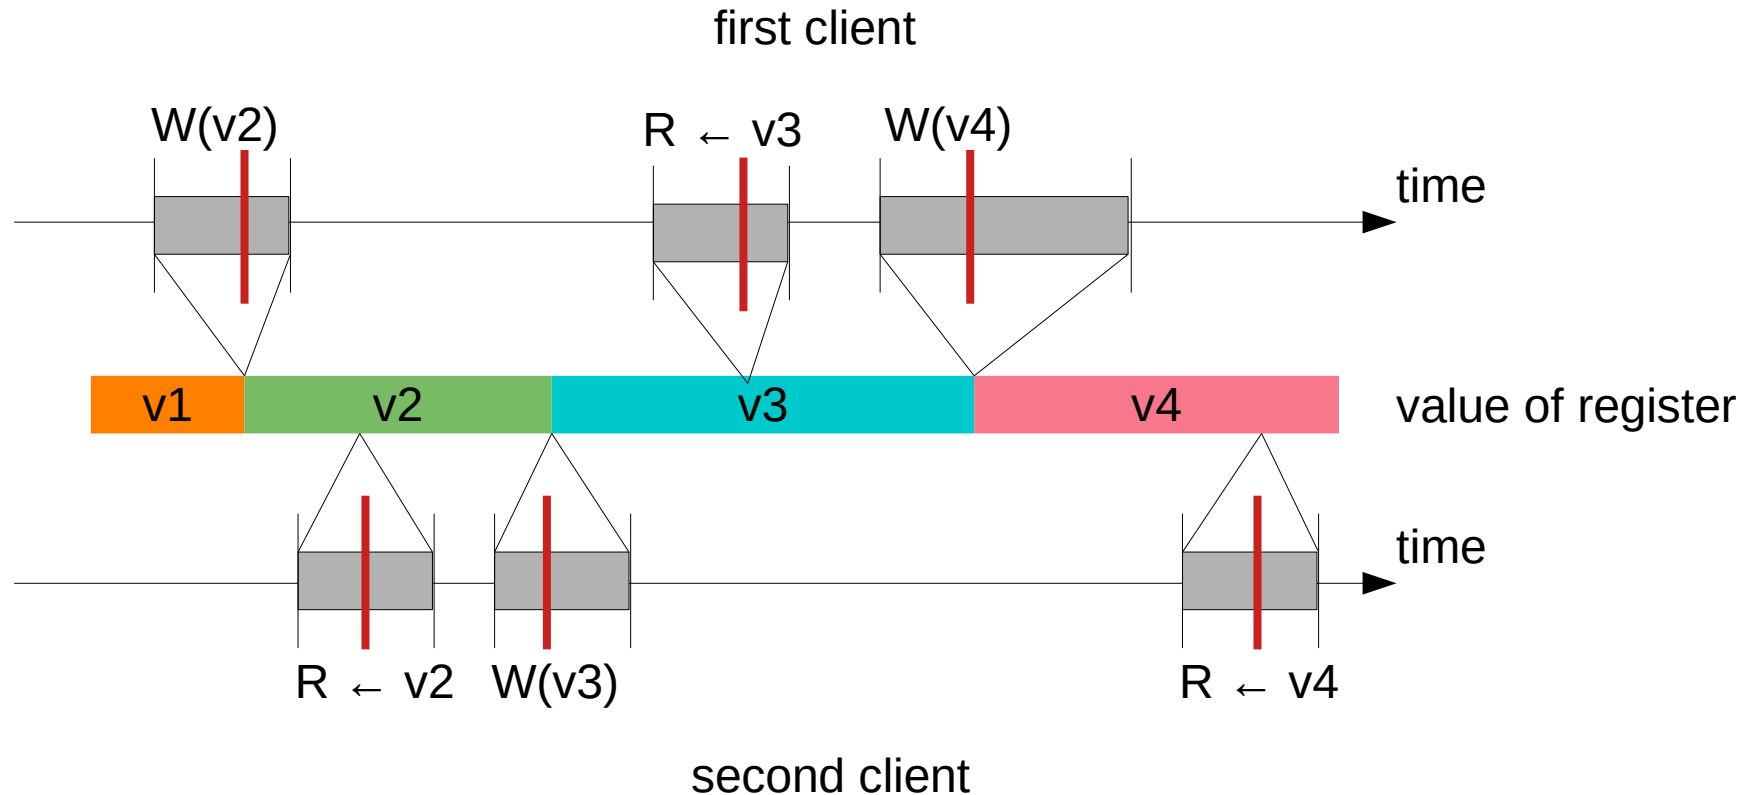 first client
W(v2)
R ← v3
W(v4)
time
v1
v2
v3
v4
value of register
time
R ← v2
W(v3)
R ← v4
second client